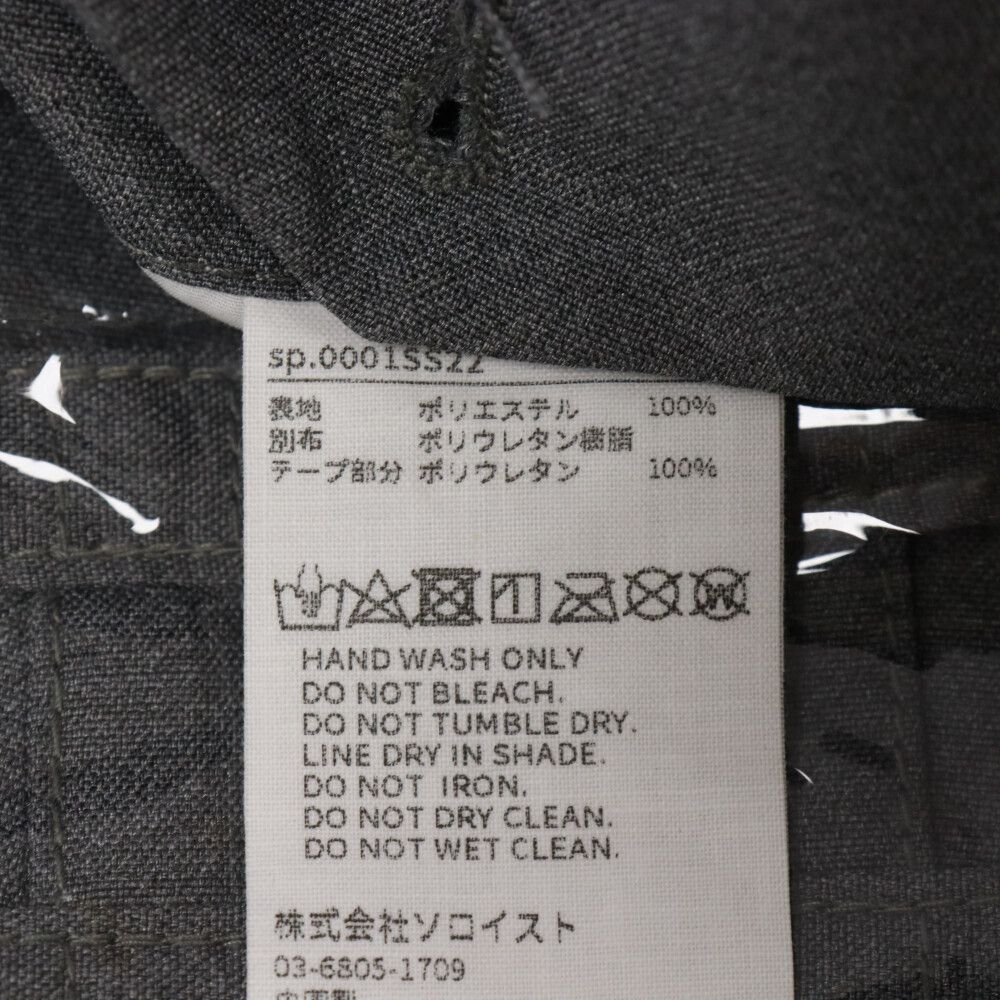 sp.0001SS22
表地 ポリエステル 100%
別布 ポリウレタン樹脂
テープ部分 ポリウレタン 100%
W
HAND WASH ONLY
DO NOT BLEACH.
DO NOT TUMBLE DRY.
LINE DRY IN SHADE.
DO NOT IRON.
DO NOT DRY CLEAN.
DO NOT WET CLEAN.
株式会社ソロイスト
03-6805-1709